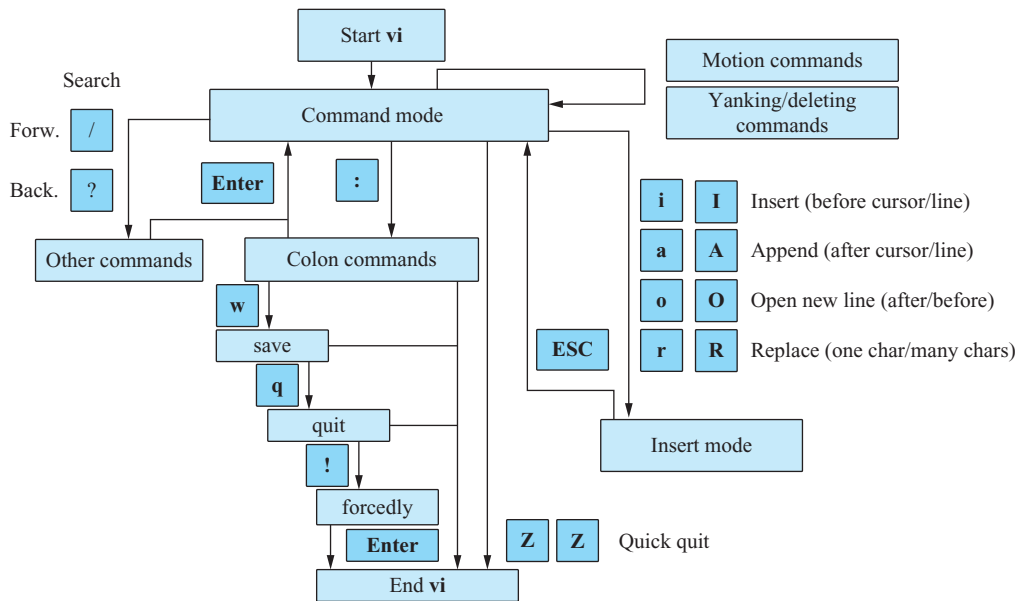 Start vi
Motion commands
Search
Yanking/deleting
commands
Command mode
Forw. /
Back. ?
Enter
:
i I Insert (before cursor/line)
Other commands
Colon commands
a A Append (after cursor/line)
w
o O Open new line (after/before)
save
ESC
r R Replace (one char/many chars)
q
quit
Insert mode
!
forcedly
Enter
Z Z Quick quit
End vi